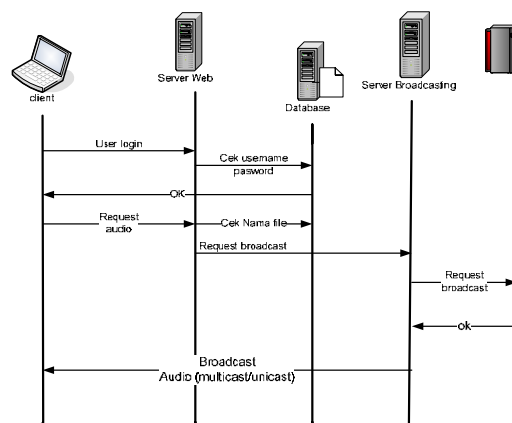 client
Server Web
Database
Server Broadcasting
User login
Cek username
pasword
OK
Request
audio
Cek Nama file
Request broadcast
Request
broadcast
ok
Broadcast
Audio (multicast/unicast)